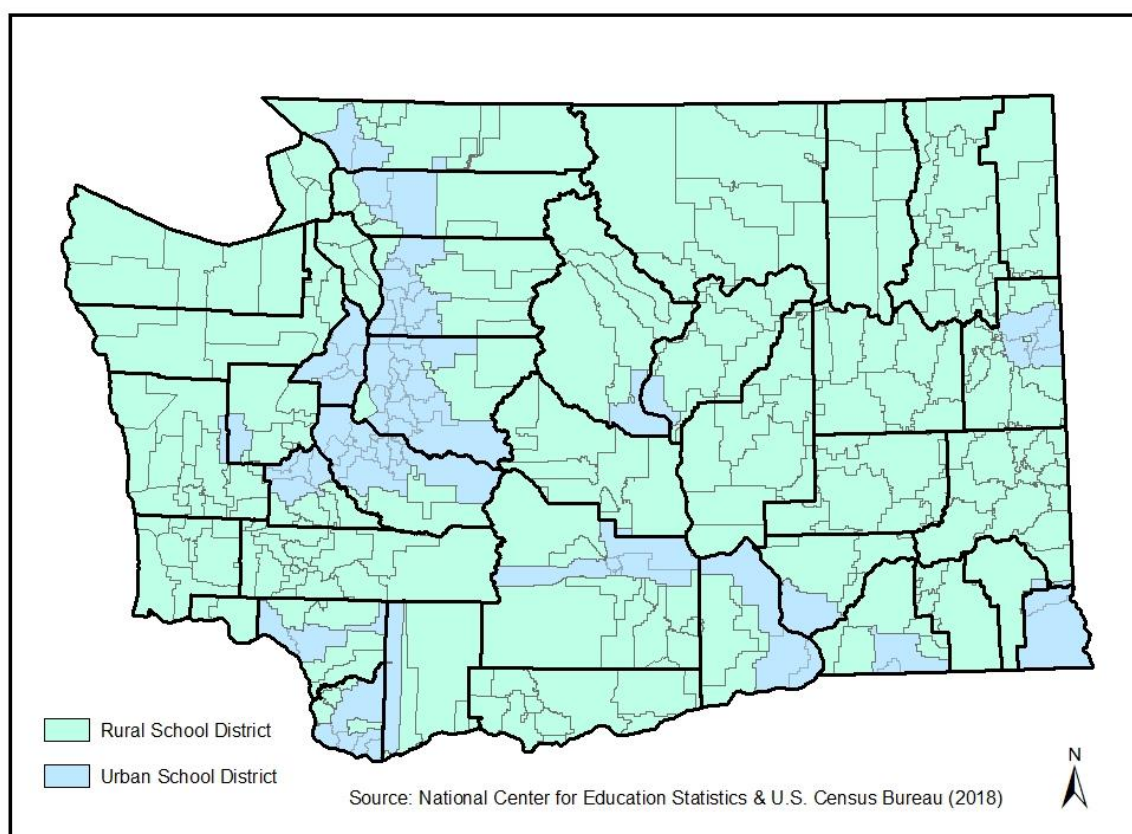 Rural School District
Urban School District
Source: National Center for Education Statistics & U.S. Census Bureau (2018)
N